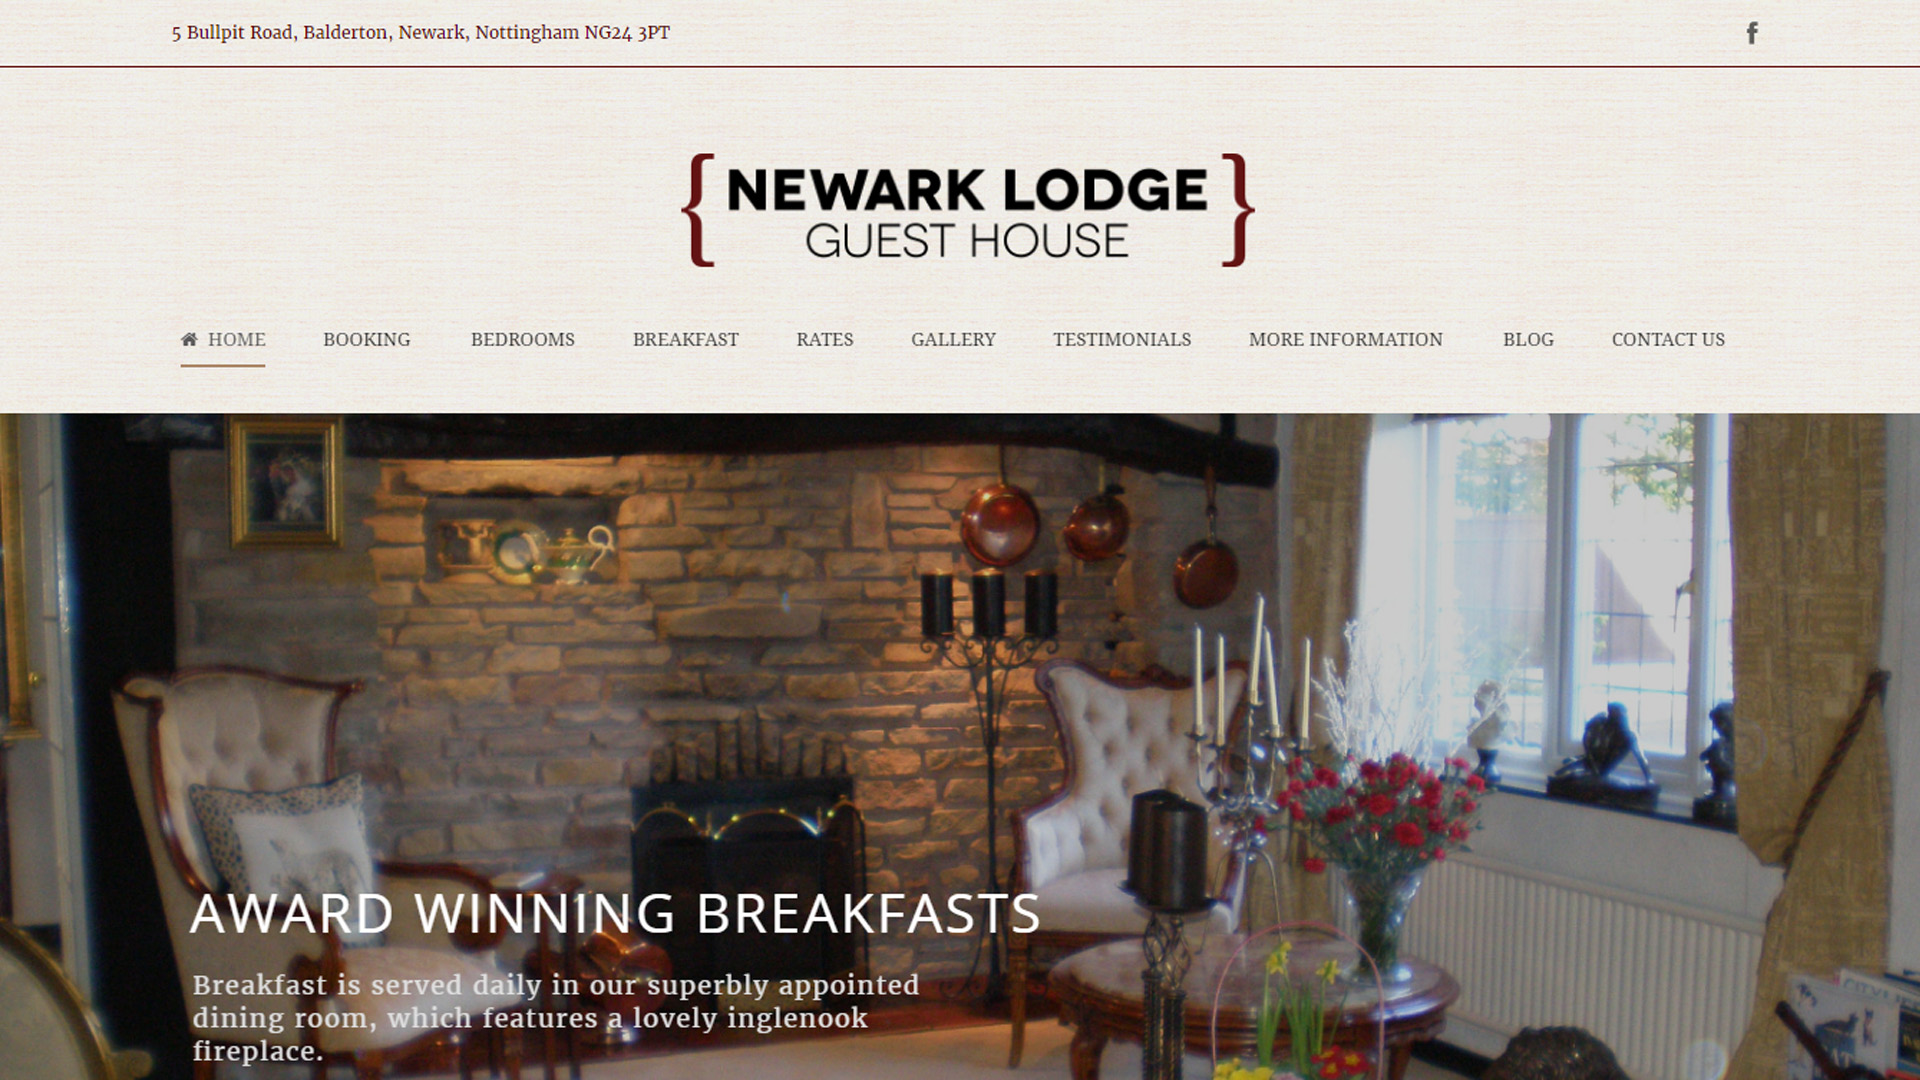 5 Bullpit Road, Balderton, Newark, Nottingham NG24 3PT
{ NEWARK LODGE }
GUEST HOUSE
HOME BOOKING BEDROOMS BREAKFAST RATES GALLERY TESTIMONIALS MORE INFORMATION BLOG CONTACT US
AWARD WINNING BREAKFASTS
Breakfast is served daily in our superbly appointed
dining room, which features a lovely inglenook
fireplace.